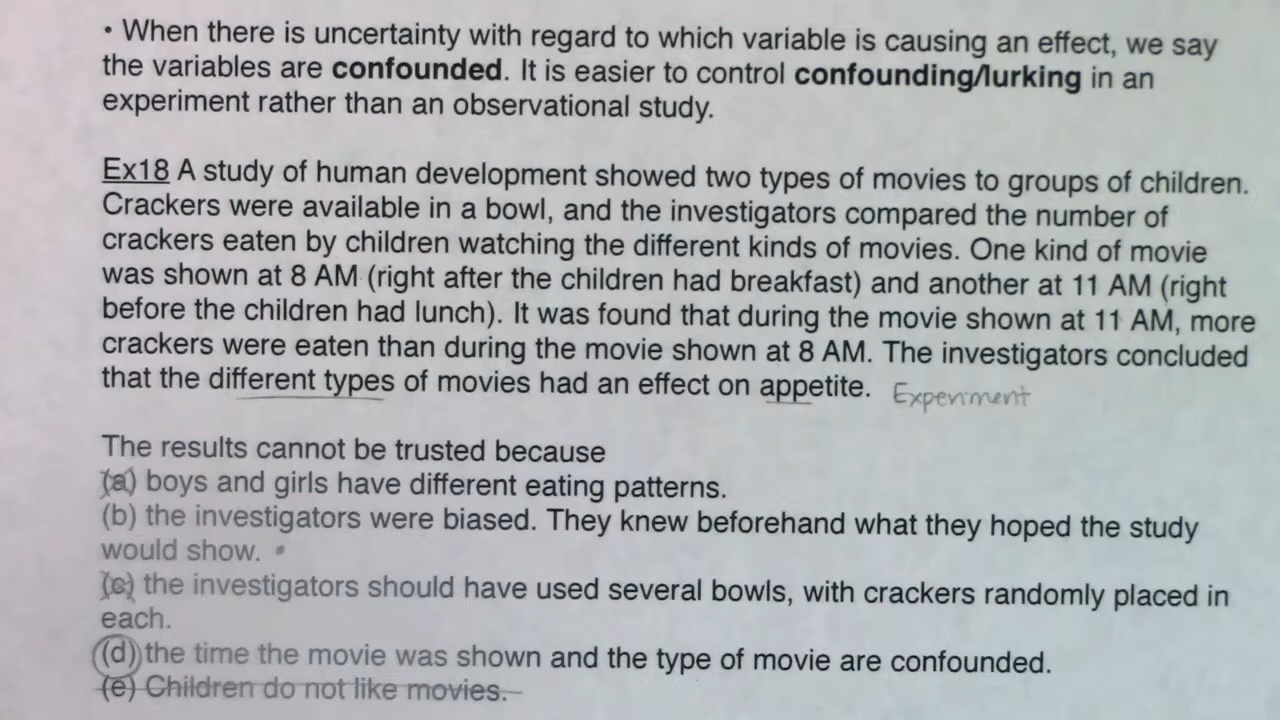 • When there is uncertainty with regard to which variable is causing an effect, we say
the variables are confounded. It is easier to control confounding/lurking in an
experiment rather than an observational study.
Ex18 A study of human development showed two types of movies to groups of children.
Crackers were available in a bowl, and the investigators compared the number of
crackers eaten by children watching the different kinds of movies. One kind of movie
was shown at 8 AM (right after the children had breakfast) and another at 11 AM (right
before the children had lunch). It was found that during the movie shown at 11 AM, more
crackers were eaten than during the movie shown at 8 AM. The investigators concluded
that the different types of movies had an effect on appetite. Experiment
The results cannot be trusted because
(a) boys and girls have different eating patterns.
(b) the investigators were biased. They knew beforehand what they hoped the study
would show.
(c) the investigators should have used several bowls, with crackers randomly placed in
each.
(d) the time the movie was shown and the type of movie are confounded.
(e) Children do not like movies.